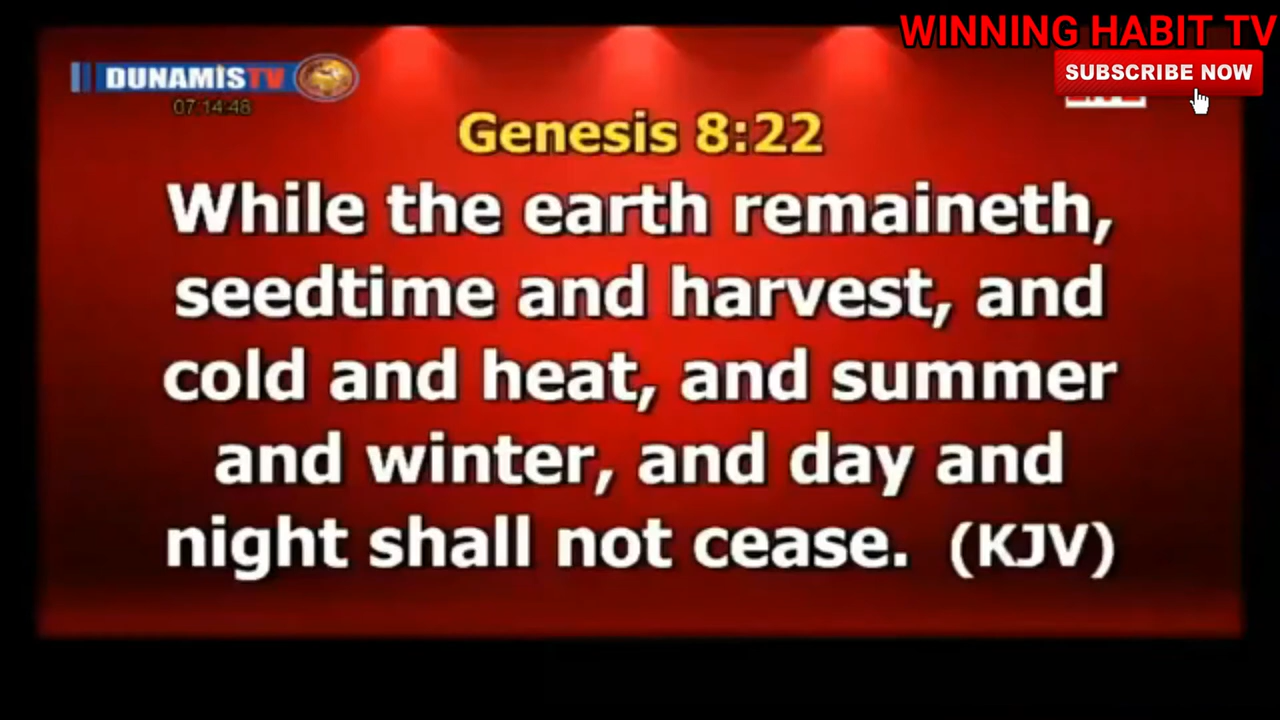 WINNING HABIT TV
DUNAMIS TV
SUBSCRIBE NOW
07:14:48
Genesis 8:22
While the earth remaineth,
seedtime and harvest, and
cold and heat, and summer
and winter, and day and
night shall not cease. (KJV)